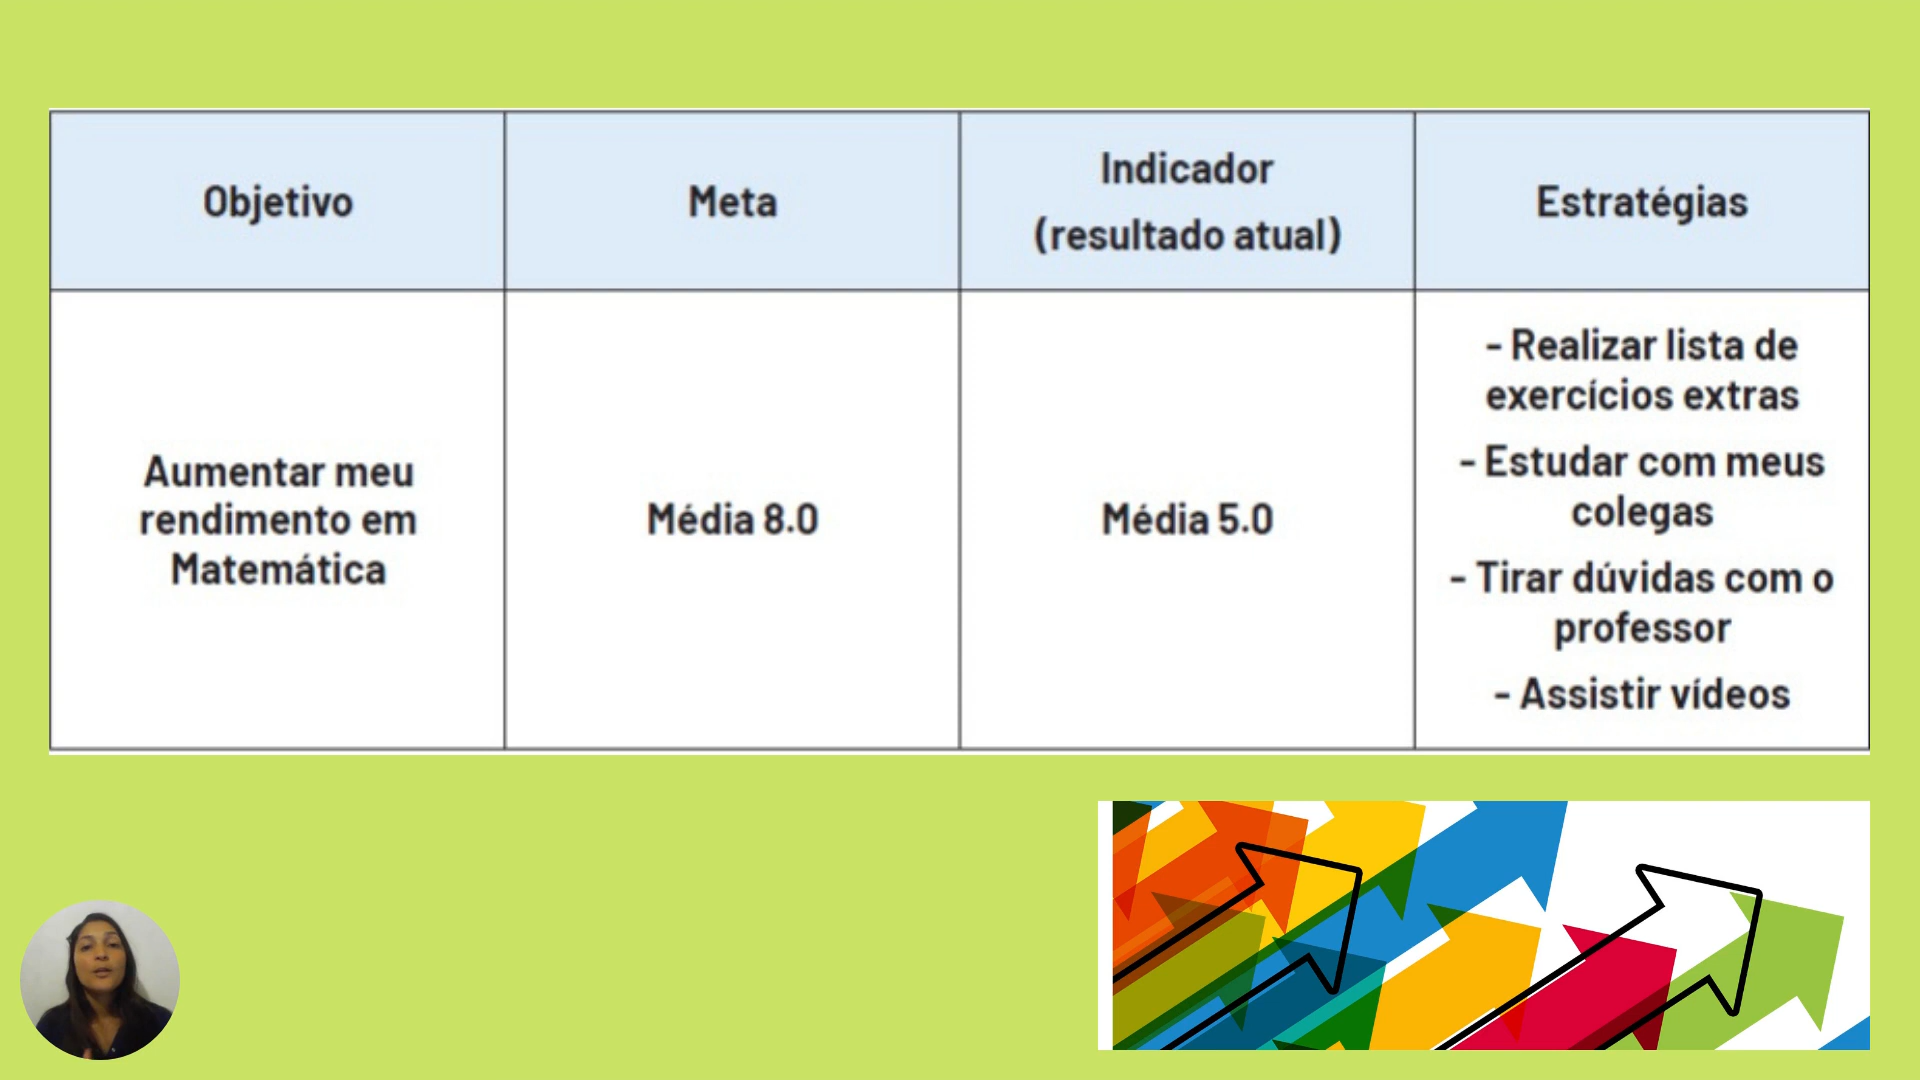 Objetivo
Meta
Indicador
(resultado atual)
Estratégias
Aumentar meu
rendimento em
Matemática
Média 8.0
Média 5.0
- Realizar lista de
exercícios extras
- Estudar com meus
colegas
- Tirar dúvidas com o
professor
- Assistir vídeos